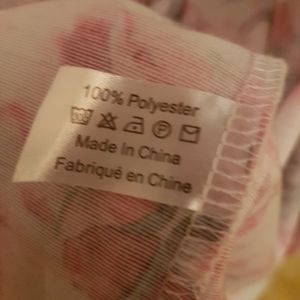 100% Polyester
Made In China
Fabriqué en Chine